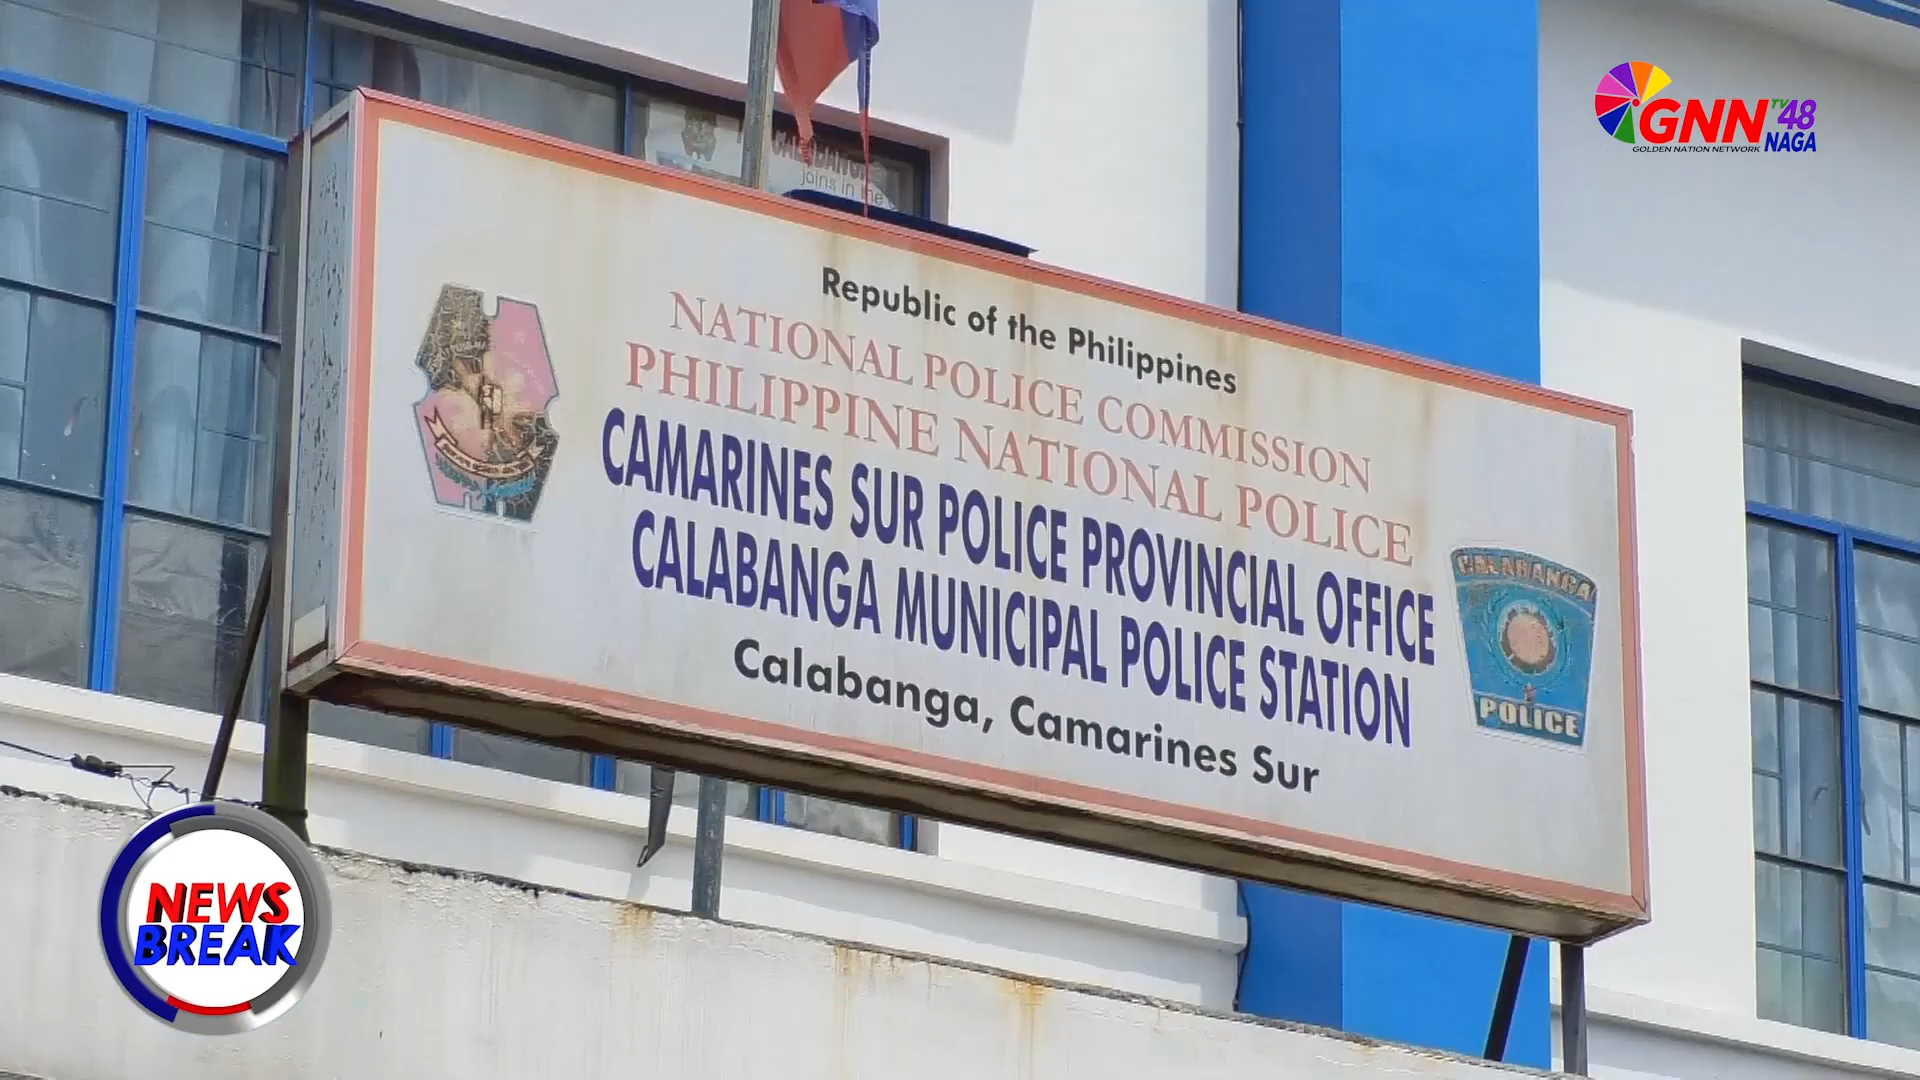 GNN TV 48
GOLDEN NATION NETWORK NAGA
CALABANGA
joins in the
Republic of the Philippines
NATIONAL POLICE COMMISSION
PHILIPPINE NATIONAL POLICE
CAMARINES SUR POLICE PROVINCIAL OFFICE
CALABANGA MUNICIPAL POLICE STATION
Calabanga, Camarines Sur
CALABANGA
POLICE
NEWS
BREAK